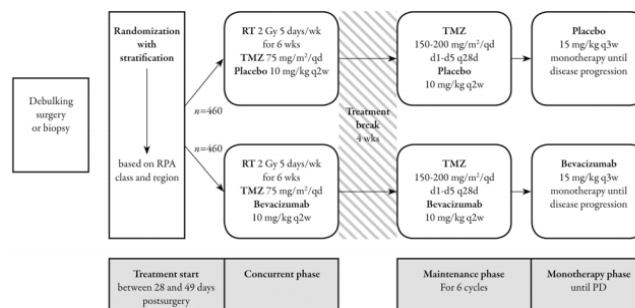 Debulking
surgery
or biopsy
Randomization
with
stratification
based on RPA
class and region
n=460
n=460
RT 2 Gy 5 days/wk
for 6 wks
TMZ 75 mg/m²/qd
Placebo 10 mg/kg q2w
RT 2 Gy 5 days/wk
for 6 wks
TMZ 75 mg/m²/qd
Bevacizumab
10 mg/kg q2w
Treatment
break
4 wks
TMZ
150-200 mg/m²/qd
d1-d5 q28d
Placebo
10 mg/kg q2w
TMZ
150-200 mg/m²/qd
d1-d5 q28d
Bevacizumab
10 mg/kg q2w
Placebo
15 mg/kg q3w
monotherapy until
disease progression
Bevacizumab
15 mg/kg q3w
monotherapy until
disease progression
Treatment start
between 28 and 49 days
postsurgery
Concurrent phase
Maintenance phase
For 6 cycles
Monotherapy phase
until PD